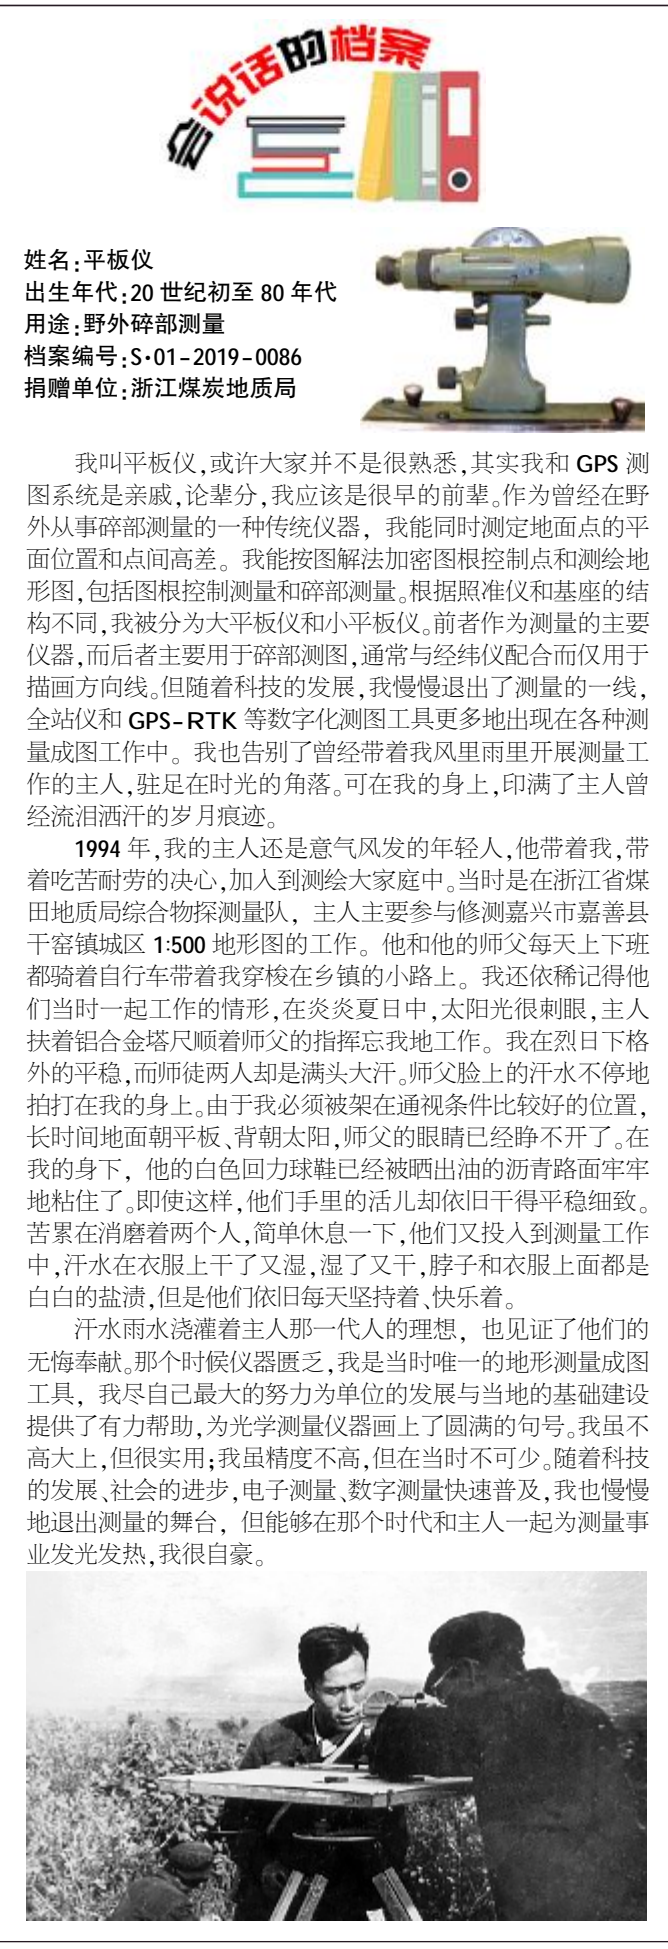 会说话的档案
姓名:平板仪
出生年代:20 世纪初至 80 年代
用途:野外碎部测量
档案编号:S·01-2019-0086
捐赠单位:浙江煤炭地质局
我叫平板仪,或许大家并不是很熟悉,其实我和 GPS 测
图系统是亲戚,论辈分,我应该是很早的前辈。作为曾经在野
外从事碎部测量的一种传统仪器，我能同时测定地面点的平
面位置和点间高差。我能按图解法加密图根控制点和测绘地
形图,包括图根控制测量和碎部测量。根据照准仪和基座的结
构不同,我被分为大平板仪和小平板仪。前者作为测量的主要
仪器,而后者主要用于碎部测图,通常与经纬仪配合而仅用于
描画方向线。但随着科技的发展,我慢慢退出了测量的一线,
全站仪和 GPS-RTK 等数字化测图工具更多地出现在各种测
量成图工作中。我也告别了曾经带着我风里雨里开展测量工
作的主人,驻足在时光的角落。可在我的身上,印满了主人曾
经流泪洒汗的岁月痕迹。
1994 年,我的主人还是意气风发的年轻人,他带着我,带
着吃苦耐劳的决心,加入到测绘大家庭中。当时是在浙江省煤
田地质局综合物探测量队，主人主要参与修测嘉兴市嘉善县
干窑镇城区 1:500 地形图的工作。他和他的师父每天上下班
都骑着自行车带着我穿梭在乡镇的小路上。我还依稀记得他
们当时一起工作的情形,在炎炎夏日中,太阳光很刺眼,主人
扶着铝合金塔尺顺着师父的指挥忘我地工作。我在烈日下格
外的平稳,而师徒两人却是满头大汗。师父脸上的汗水不停地
拍打在我的身上。由于我必须被架在通视条件比较好的位置,
长时间地面朝平板、背朝太阳,师父的眼睛已经睁不开了。在
我的身下，他的白色回力球鞋已经被晒出油的沥青路面牢牢
地粘住了。即使这样,他们手里的活儿却依旧干得平稳细致。
苦累在消磨着两个人,简单休息一下,他们又投入到测量工作
中,汗水在衣服上干了又湿,湿了又干,脖子和衣服上面都是
白白的盐渍,但是他们依旧每天坚持着、快乐着。
汗水雨水浇灌着主人那一代人的理想，也见证了他们的
无悔奉献。那个时候仪器匮乏,我是当时唯一的地形测量成图
工具，我尽自己最大的努力为单位的发展与当地的基础建设
提供了有力帮助,为光学测量仪器画上了圆满的句号。我虽不
高大上,但很实用;我虽精度不高,但在当时不可少。随着科技
的发展、社会的进步,电子测量、数字测量快速普及,我也慢慢
地退出测量的舞台，但能够在那个时代和主人一起为测量事
业发光发热,我很自豪。